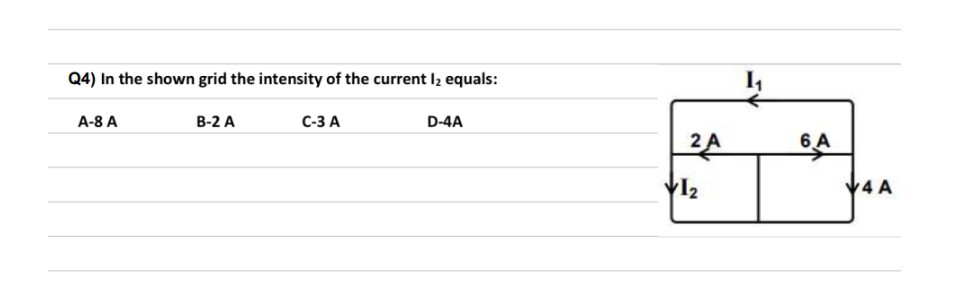 Q4) In the shown grid the intensity of the current I₂ equals:
A-8 A B-2 A C-3 A D-4A
I₁
2 A 6 A
I₂ 4 A